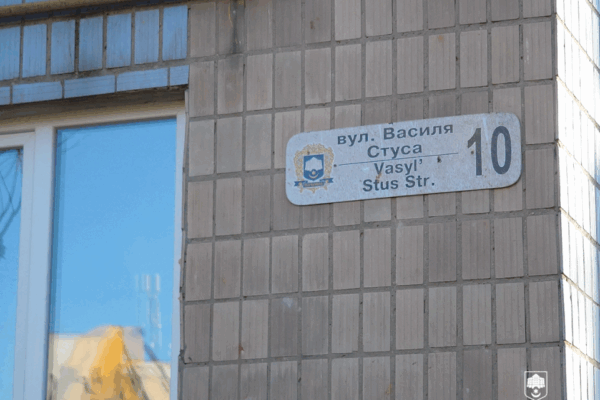 вул. Василя
Стуса
Vasyl’
Stus Str.
10